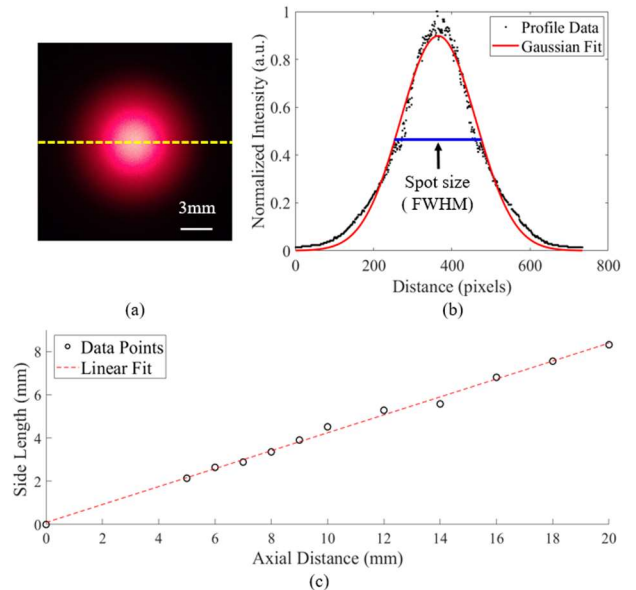 3mm
(a)
Normalized Intensity (a.u.)
1
0.8
0.6
0.4
0.2
0
Profile Data
Gaussian Fit
Spot size
( FWHM)
0 200 400 600 800
Distance (pixels)
(b)
Side Length (mm)
8
6
4
2
0
Data Points
Linear Fit
0 2 4 6 8 10 12 14 16 18 20
Axial Distance (mm)
(c)